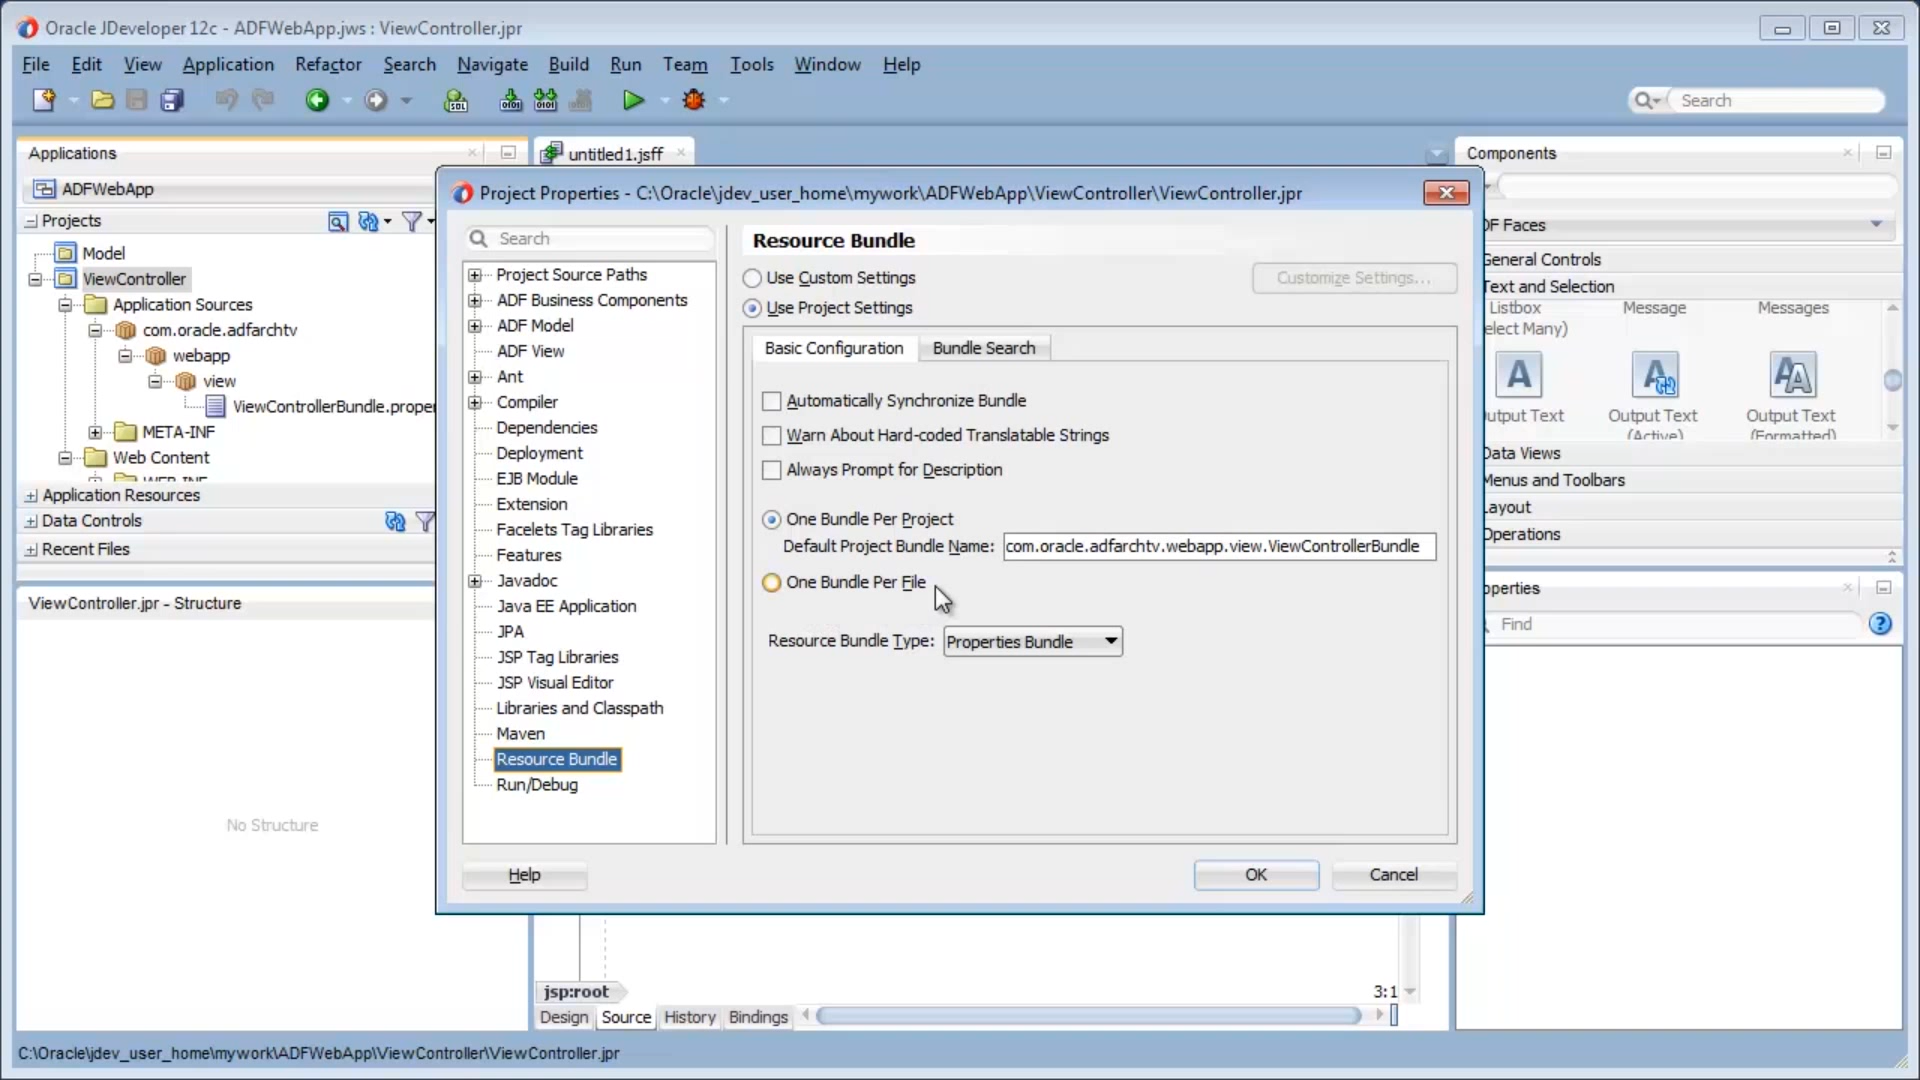 Oracle JDeveloper 12c - ADFWebApp.jws : ViewController.jpr
File Edit View Application Refactor Search Navigate Build Run Team Tools Window Help
Search
Applications
ADFWebApp
Projects
Model
ViewController
Application Sources
com.oracle.adfarchtv
webapp
view
ViewControllerBundle.proper
META-INF
Web Content
WEB-INF
Application Resources
Data Controls
Recent Files
ViewController.jpr - Structure
No Structure
untitled1.jsff
Project Properties - C:\Oracle\jdev_user_home\mywork\ADFWebApp\ViewController\ViewController.jpr
Search
Project Source Paths
ADF Business Components
ADF Model
ADF View
Ant
Compiler
Dependencies
Deployment
EJB Module
Extension
Facelets Tag Libraries
Features
Javadoc
Java EE Application
JPA
JSP Tag Libraries
JSP Visual Editor
Libraries and Classpath
Maven
Resource Bundle
Run/Debug
Resource Bundle
Use Custom Settings
Customize Settings...
Use Project Settings
Basic Configuration Bundle Search
Automatically Synchronize Bundle
Warn About Hard-coded Translatable Strings
Always Prompt for Description
One Bundle Per Project
Default Project Bundle Name: com.oracle.adfarchtv.webapp.view.ViewControllerBundle
One Bundle Per File
Resource Bundle Type: Properties Bundle
Help OK Cancel
jsp:root
3:1
Design Source History Bindings
Components
DF Faces
General Controls
Text and Selection
Listbox Message Messages
elect Many)
utput Text Output Text Output Text
(Active) (Formatted)
Data Views
Menus and Toolbars
Layout
Operations
operties
Find
C:\Oracle\jdev_user_home\mywork\ADFWebApp\ViewController\ViewController.jpr